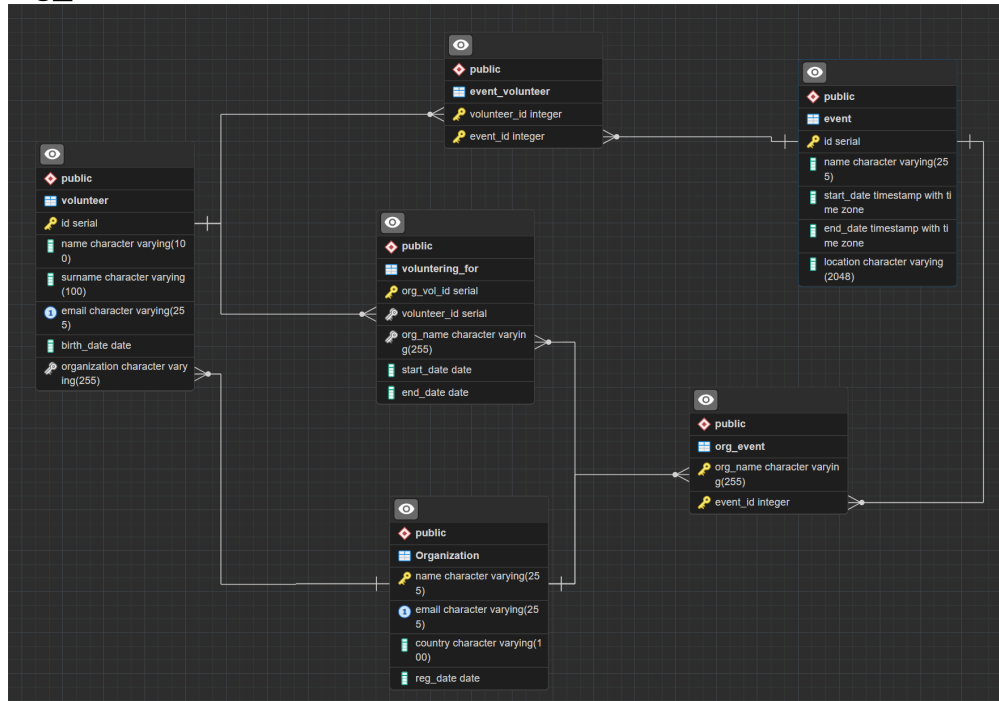 public
event_volunteer
volunteer_id integer
event_id integer
public
event
id serial
name character varying(25
5)
start_date timestamp with ti
me zone
end_date timestamp with ti
me zone
location character varying
(2048)
public
volunteer
id serial
name character varying(10
0)
surname character varying
(100)
email character varying(25
5)
birth_date date
organization character vary
ing(255)
public
voluntering_for
org_vol_id serial
volunteer_id serial
org_name character varyin
g(255)
start_date date
end_date date
public
org_event
org_name character varyin
g(255)
event_id integer
public
Organization
name character varying(25
5)
email character varying(25
5)
country character varying(1
00)
reg_date date